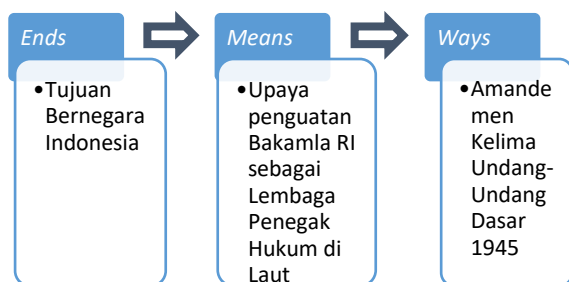 Ends
•Tujuan
Bernegara
Indonesia
Means
•Upaya
penguatan
Bakamla RI
sebagai
Lembaga
Penegak
Hukum di
Laut
Ways
•Amande
men
Kelima
Undang-
Undang
Dasar
1945